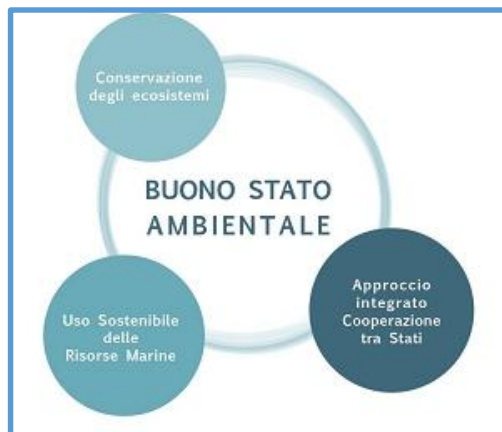 Conservazione
degli ecosistemi
BUONO STATO
AMBIENTALE
Approccio
integrato
Cooperazione
tra Stati
Uso Sostenibile
delle
Risorse Marine